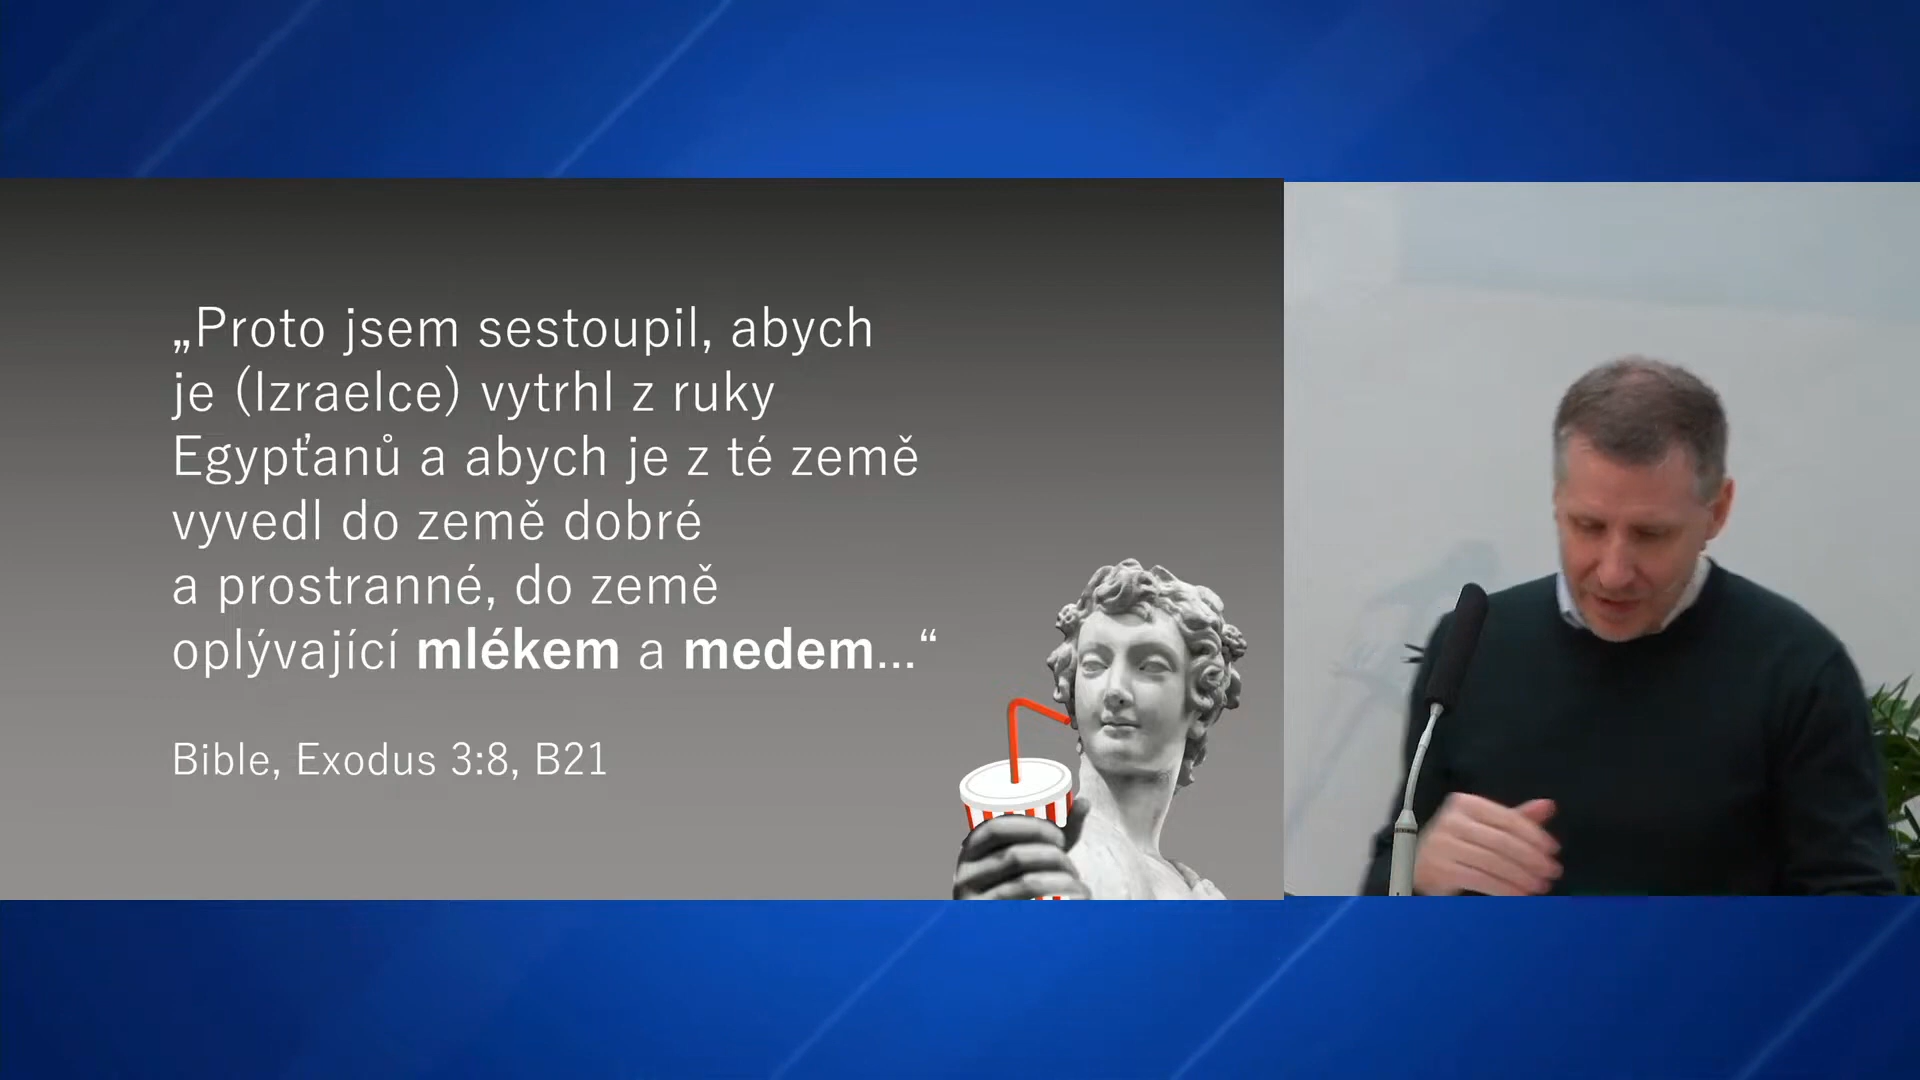 „Proto jsem sestoupil, abych
je (Izraelce) vytrhl z ruky
Egypťanů a abych je z té země
vyvedl do země dobré
a prostranné, do země
oplývající mlékem a medem...“
Bible, Exodus 3:8, B21